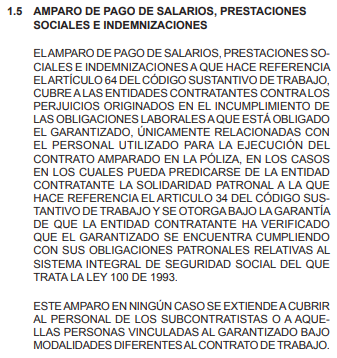 1.5 AMPARO DE PAGO DE SALARIOS, PRESTACIONES
SOCIALES E INDEMNIZACIONES
EL AMPARO DE PAGO DE SALARIOS, PRESTACIONES SO-
CIALES E INDEMNIZACIONES A QUE HACE REFERENCIA
EL ARTÍCULO 64 DEL CÓDIGO SUSTANTIVO DE TRABAJO,
CUBRE A LAS ENTIDADES CONTRATANTES CONTRA LOS
PERJUICIOS ORIGINADOS EN EL INCUMPLIMIENTO DE
LAS OBLIGACIONES LABORALES A QUE ESTÁ OBLIGADO
EL GARANTIZADO, ÚNICAMENTE RELACIONADAS CON
EL PERSONAL UTILIZADO PARA LA EJECUCIÓN DEL
CONTRATO AMPARADO EN LA PÓLIZA, EN LOS CASOS
EN LOS CUALES PUEDA PREDICARSE DE LA ENTIDAD
CONTRATANTE LA SOLIDARIDAD PATRONAL A LA QUE
HACE REFERENCIA EL ARTICULO 34 DEL CÓDIGO SUS-
TANTIVO DE TRABAJO Y SE OTORGA BAJO LA GARANTÍA
DE QUE LA ENTIDAD CONTRATANTE HA VERIFICADO
QUE EL GARANTIZADO SE ENCUENTRA CUMPLIENDO
CON SUS OBLIGACIONES PATRONALES RELATIVAS AL
SISTEMA INTEGRAL DE SEGURIDAD SOCIAL DEL QUE
TRATA LA LEY 100 DE 1993.
ESTE AMPARO EN NINGÚN CASO SE EXTIENDE A CUBRIR
AL PERSONAL DE LOS SUBCONTRATISTAS O A AQUE-
LLAS PERSONAS VINCULADAS AL GARANTIZADO BAJO
MODALIDADES DIFERENTES AL CONTRATO DE TRABAJO.